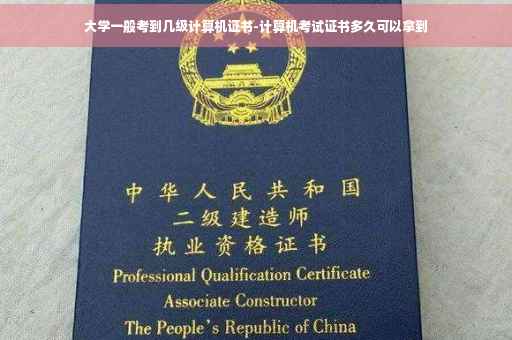 大学一般考到几级计算机证书-计算机考试证书多久可以拿到
中华人民共和国
二级建造师
执业资格证书
Professional Qualification Certificate
Associate Constructor
The People's Republic of China